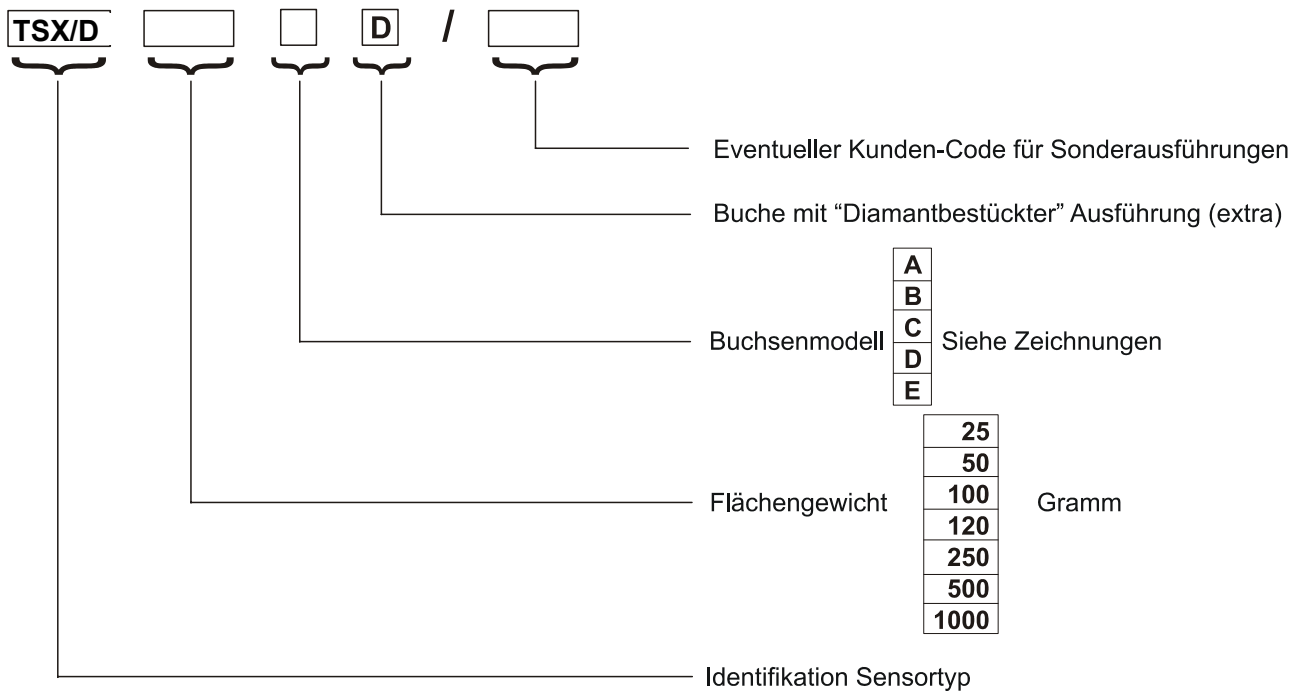 TSX/D D /
Eventueller Kunden-Code für Sonderausführungen
Buche mit “Diamantbestückter” Ausführung (extra)
A
B
Buchsenmodell C Siehe Zeichnungen
D
E
25
50
Flächengewicht 100 Gramm
120
250
500
1000
Identifikation Sensortyp